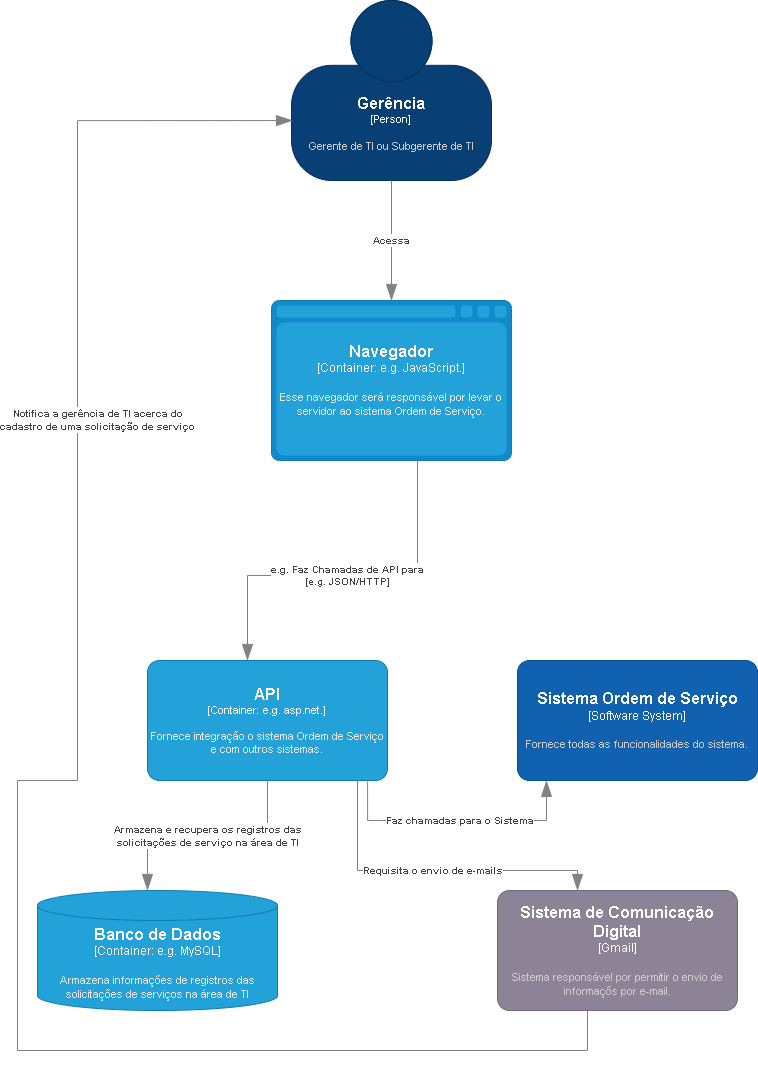 Gerência
[Person]
Gerente de TI ou Subgerente de TI
Acessa
Navegador
[Container: e.g. JavaScript.]
Esse navegador será responsável por levar o
servidor ao sistema Ordem de Serviço.
Notifica a gerência de TI acerca do
cadastro de uma solicitação de serviço
e.g. Faz Chamadas de API para
[e.g. JSON/HTTP]
API
[Container: e.g. asp.net.]
Fornece integração o sistema Ordem de Serviço
e com outros sistemas.
Sistema Ordem de Serviço
[Software System]
Fornece todas as funcionalidades do sistema.
Faz chamadas para o Sistema
Armazena e recupera os registros das
solicitações de serviço na área de TI
Requisita o envio de e-mails
Banco de Dados
[Container: e.g. MySQL]
Armazena informações de registros das
solicitações de serviços na área de TI
Sistema de Comunicação
Digital
[Gmail]
Sistema responsável por permitir o envio de
informaçõs por e-mail.